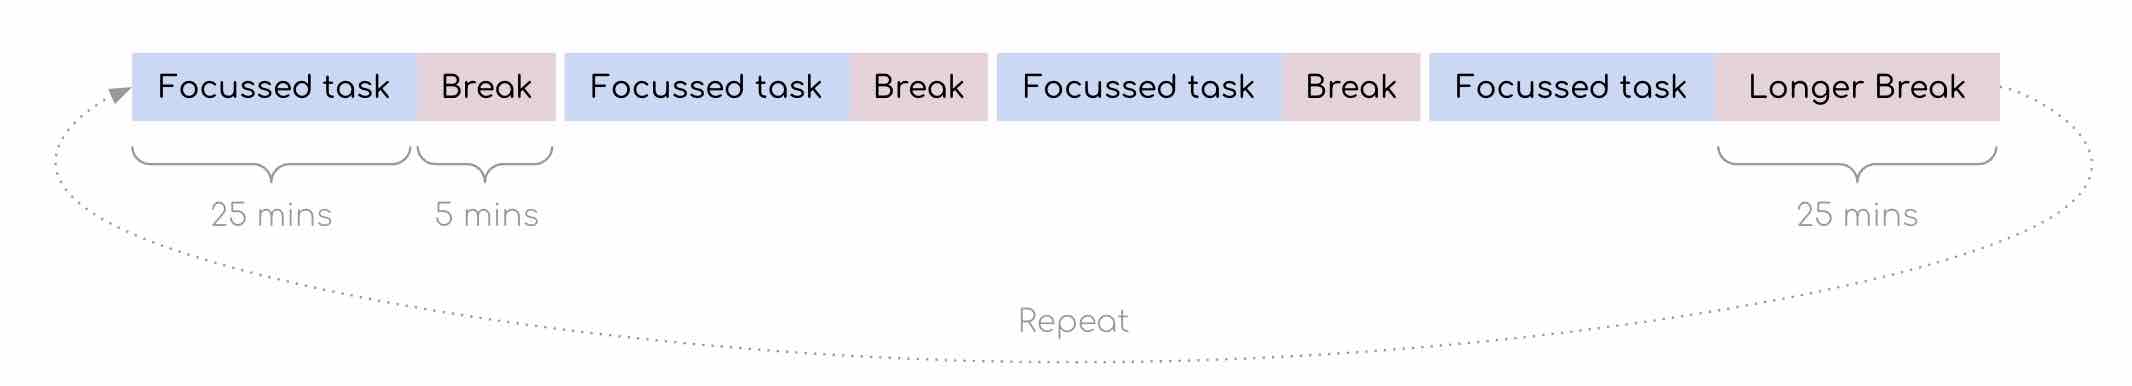 Focussed task Break Focussed task Break Focussed task Break Focussed task Longer Break
25 mins 5 mins 25 mins
Repeat